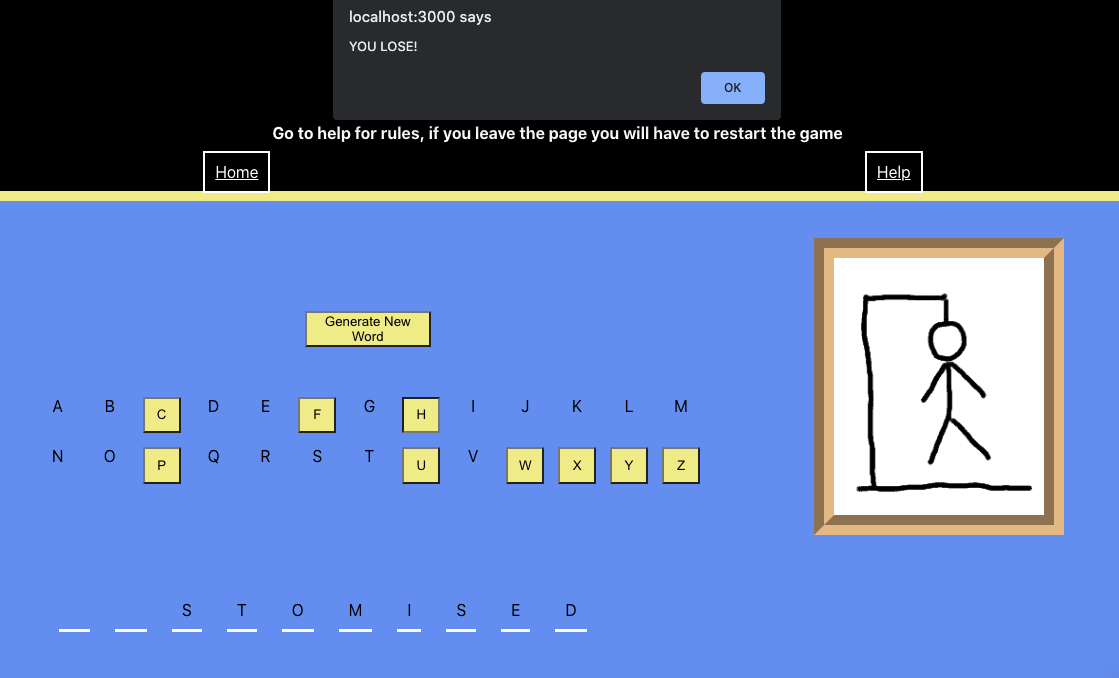 localhost:3000 says
YOU LOSE!
OK
Go to help for rules, if you leave the page you will have to restart the game
Home Help
Generate New
Word
A B C D E F G H I J K L M
N O P Q R S T U V W X Y Z
_ _ S T O M I S E D